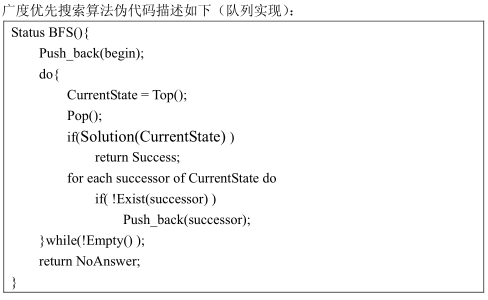 广度优先搜索算法伪代码描述如下（队列实现）：
Status BFS(){
Push_back(begin);
do{
CurrentState = Top();
Pop();
if(Solution(CurrentState) )
return Success;
for each successor of CurrentState do
if( !Exist(successor) )
Push_back(successor);
}while(!Empty() );
return NoAnswer;
}